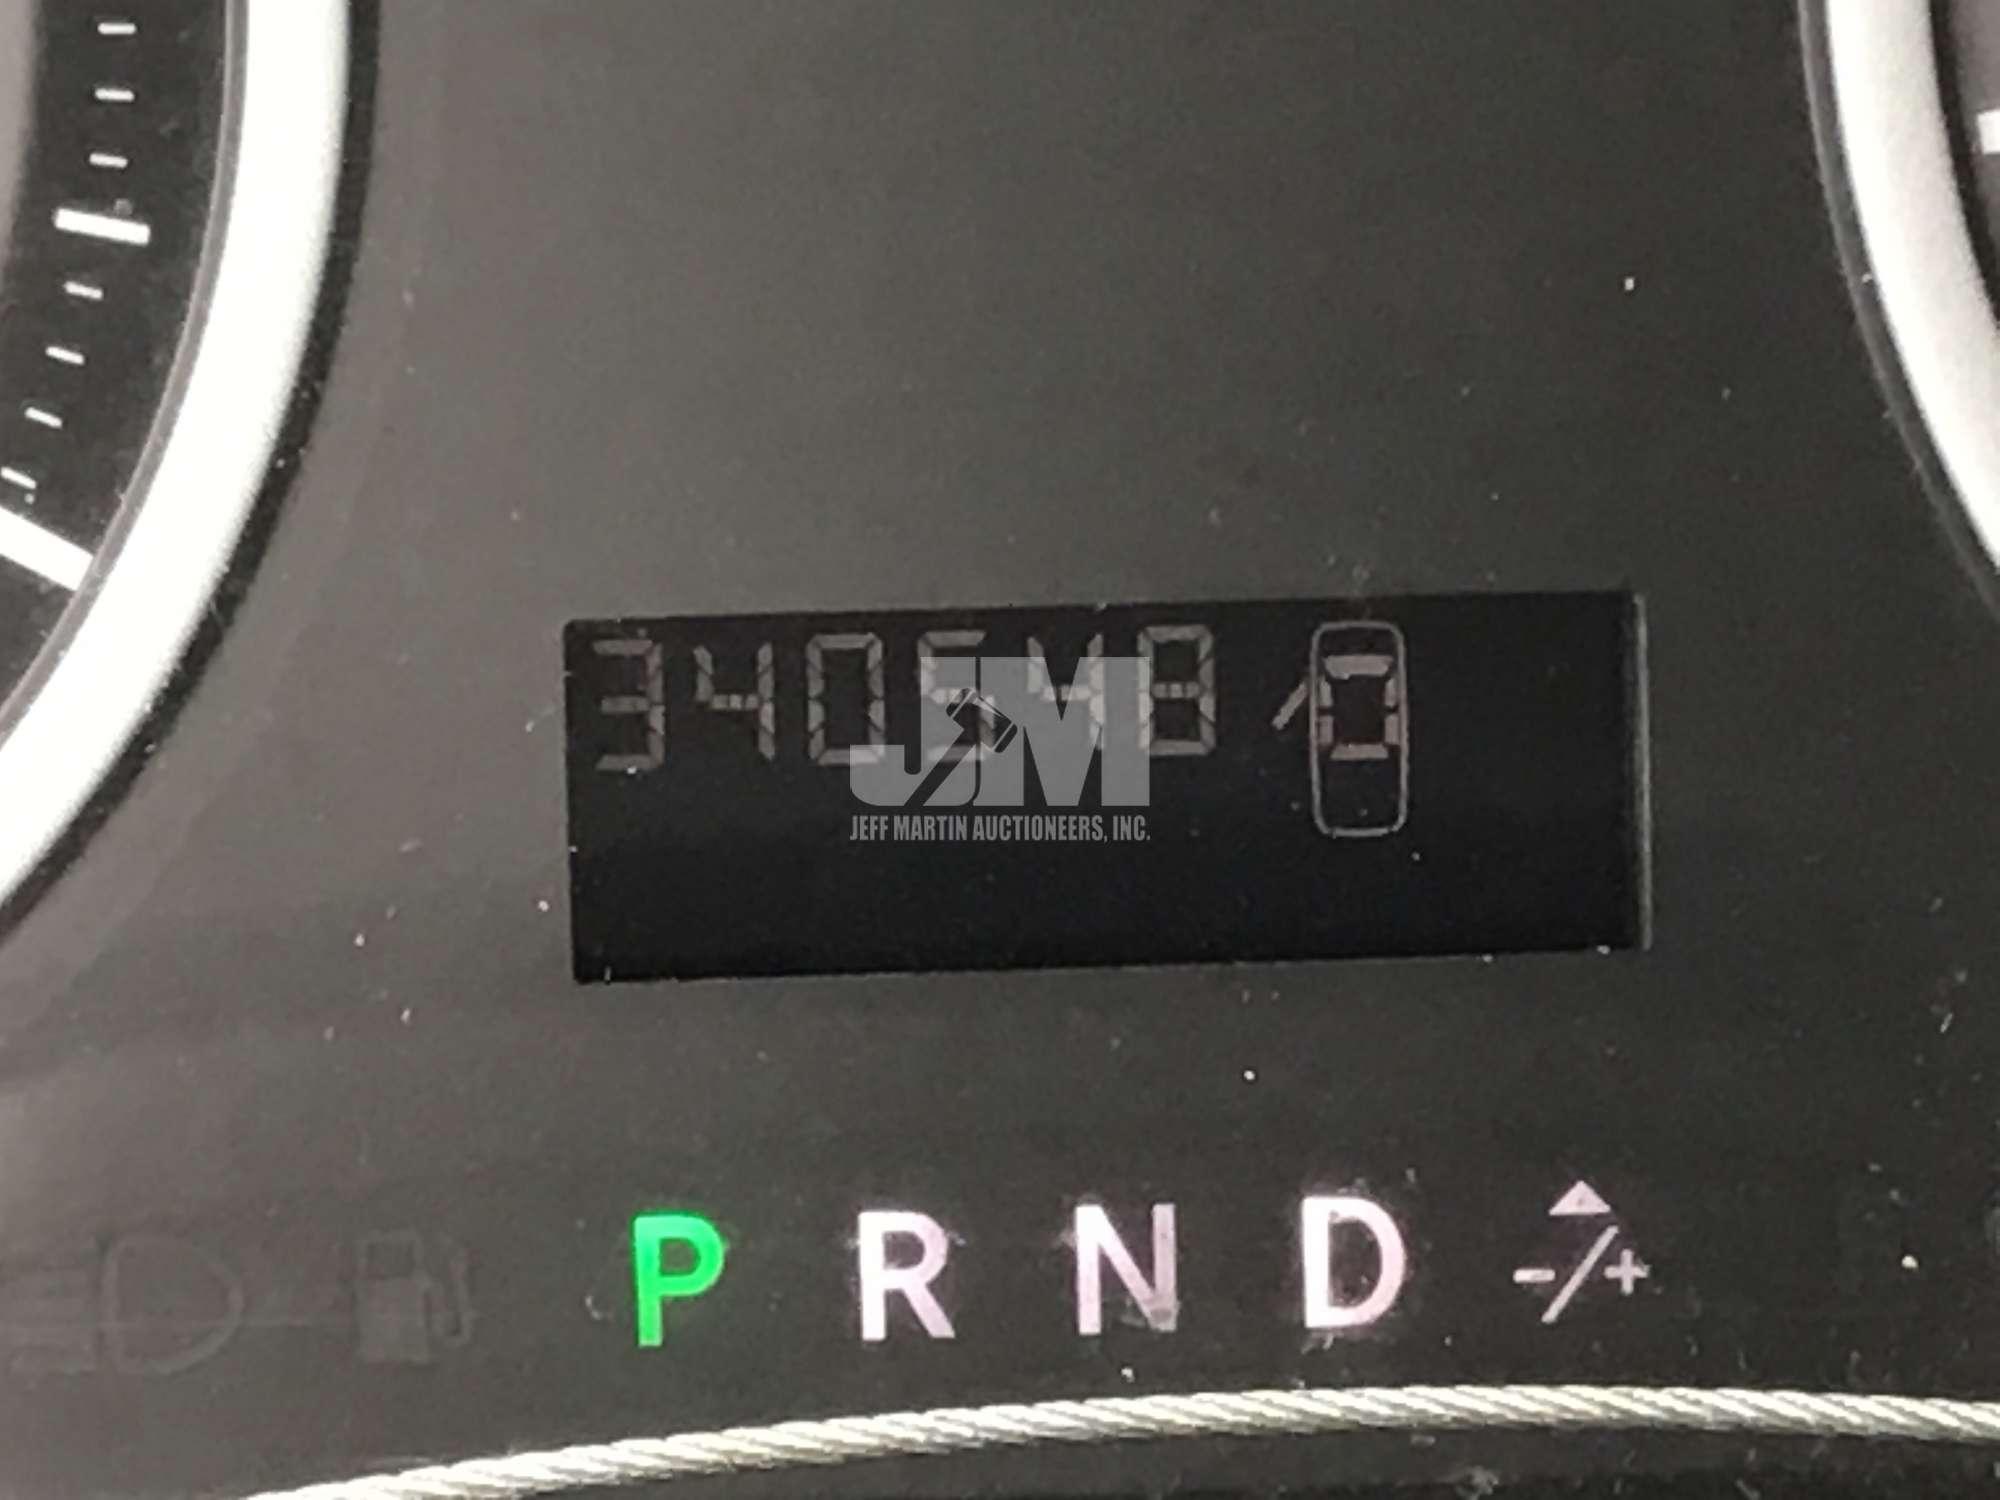 340548
JM
JEFF MARTIN AUCTIONEERS, INC.
P R N D -/+